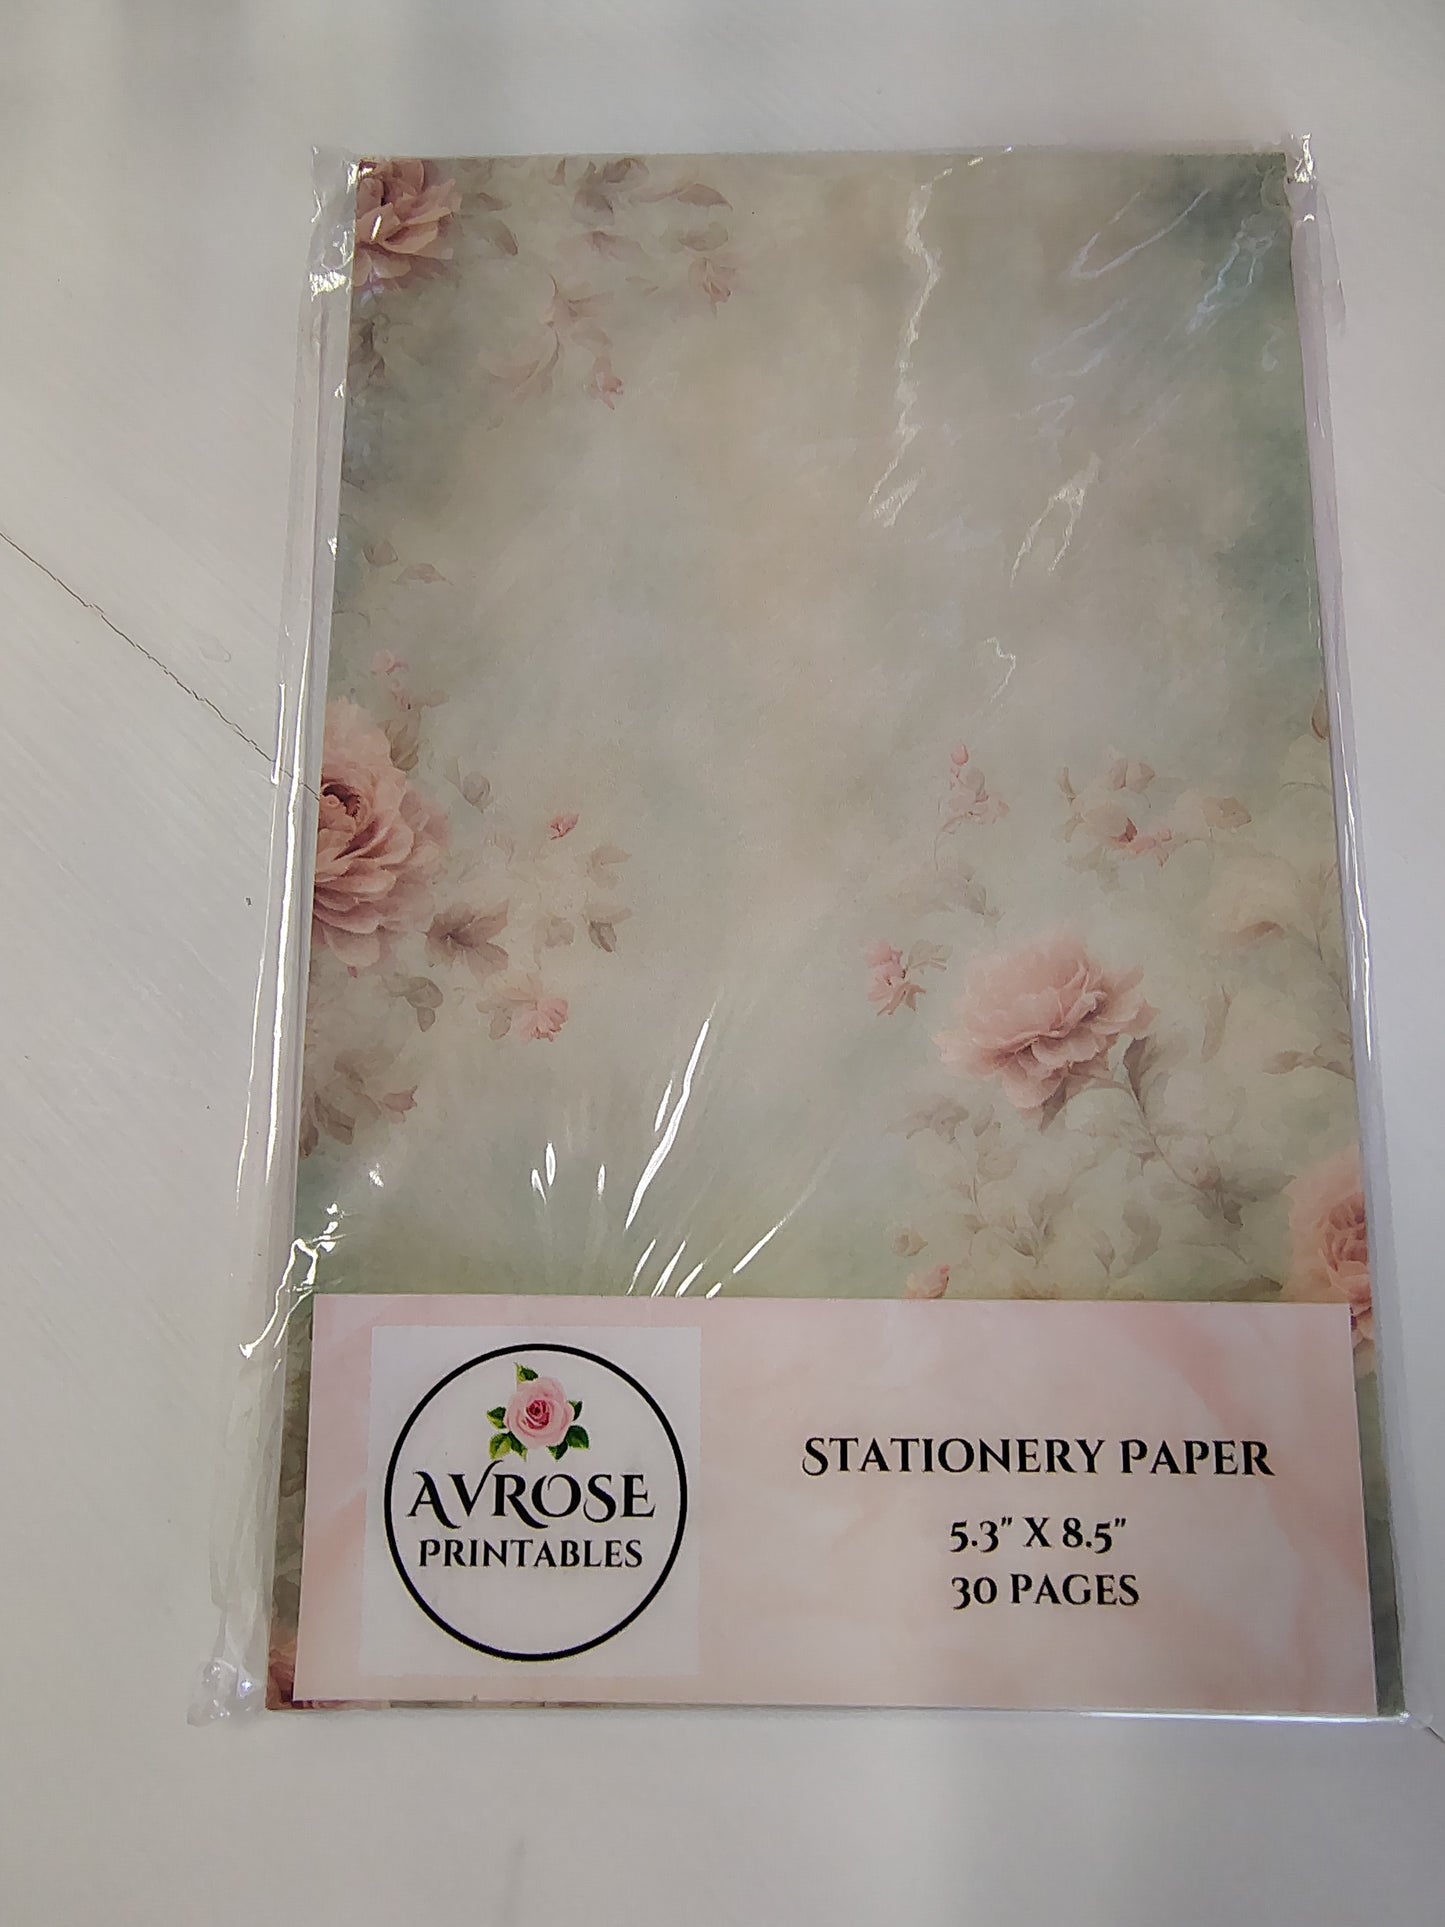 AVROSE
PRINTABLES
STATIONERY PAPER
5.3" X 8.5"
30 PAGES